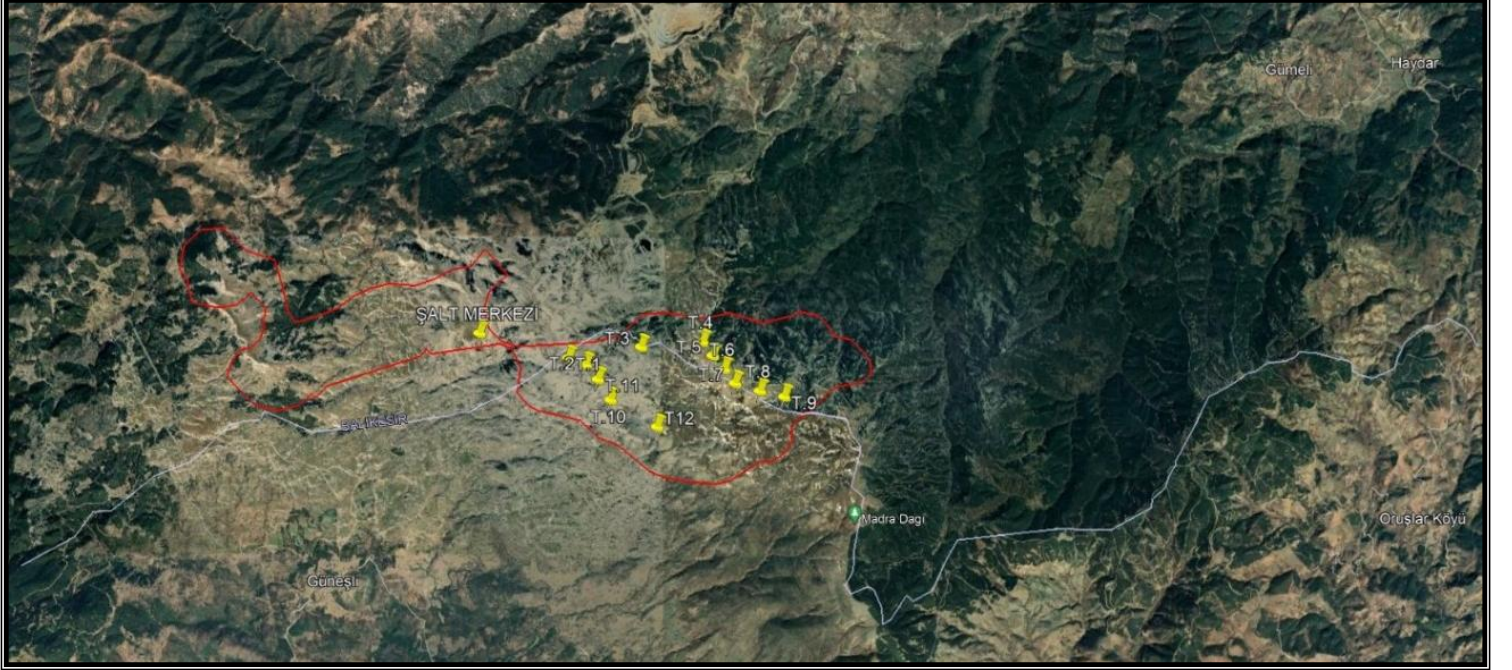 Gümeli
Haydar
ŞALT MERKEZİ
T.4
T.3
T.5
T.6
T.2
T.1
T.7
T.8
T.11
T.9
T.10
T12
BALIKESİR
Madra Dagi
Oruşlar Köyü
Güneşli